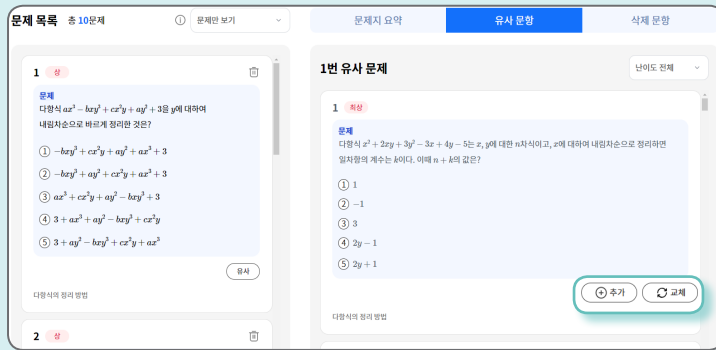 문제 목록 총 10문제 ⓘ 문제만 보기
문제지 요약 유사 문항 삭제 문항
1 상
문제
다항식 ax³ − bxy³ + cx²y + ay² + 3을 y에 대하여
내림차순으로 바르게 정리한 것은?
① −bxy³ + cx²y + ay² + ax³ + 3
② −bxy³ + ay² + cx²y + ax³ + 3
③ ax³ + cx²y + ay² − bxy³ + 3
④ 3 + ax³ + ay² − bxy³ + cx²y
⑤ 3 + ay² − bxy³ + cx²y + ax³
유사
다항식의 정리 방법
2 상
1번 유사 문제 난이도 전체
1 최상
문제
다항식 x² + 2xy + 3y² − 3x + 4y − 5는 x, y에 대한 n차식이고, x에 대하여 내림차순으로 정리하면
일차항의 계수는 k이다. 이때 n + k의 값은?
① 1
② −1
③ 3
④ 2y − 1
⑤ 2y + 1
추가 교체
다항식의 정리 방법